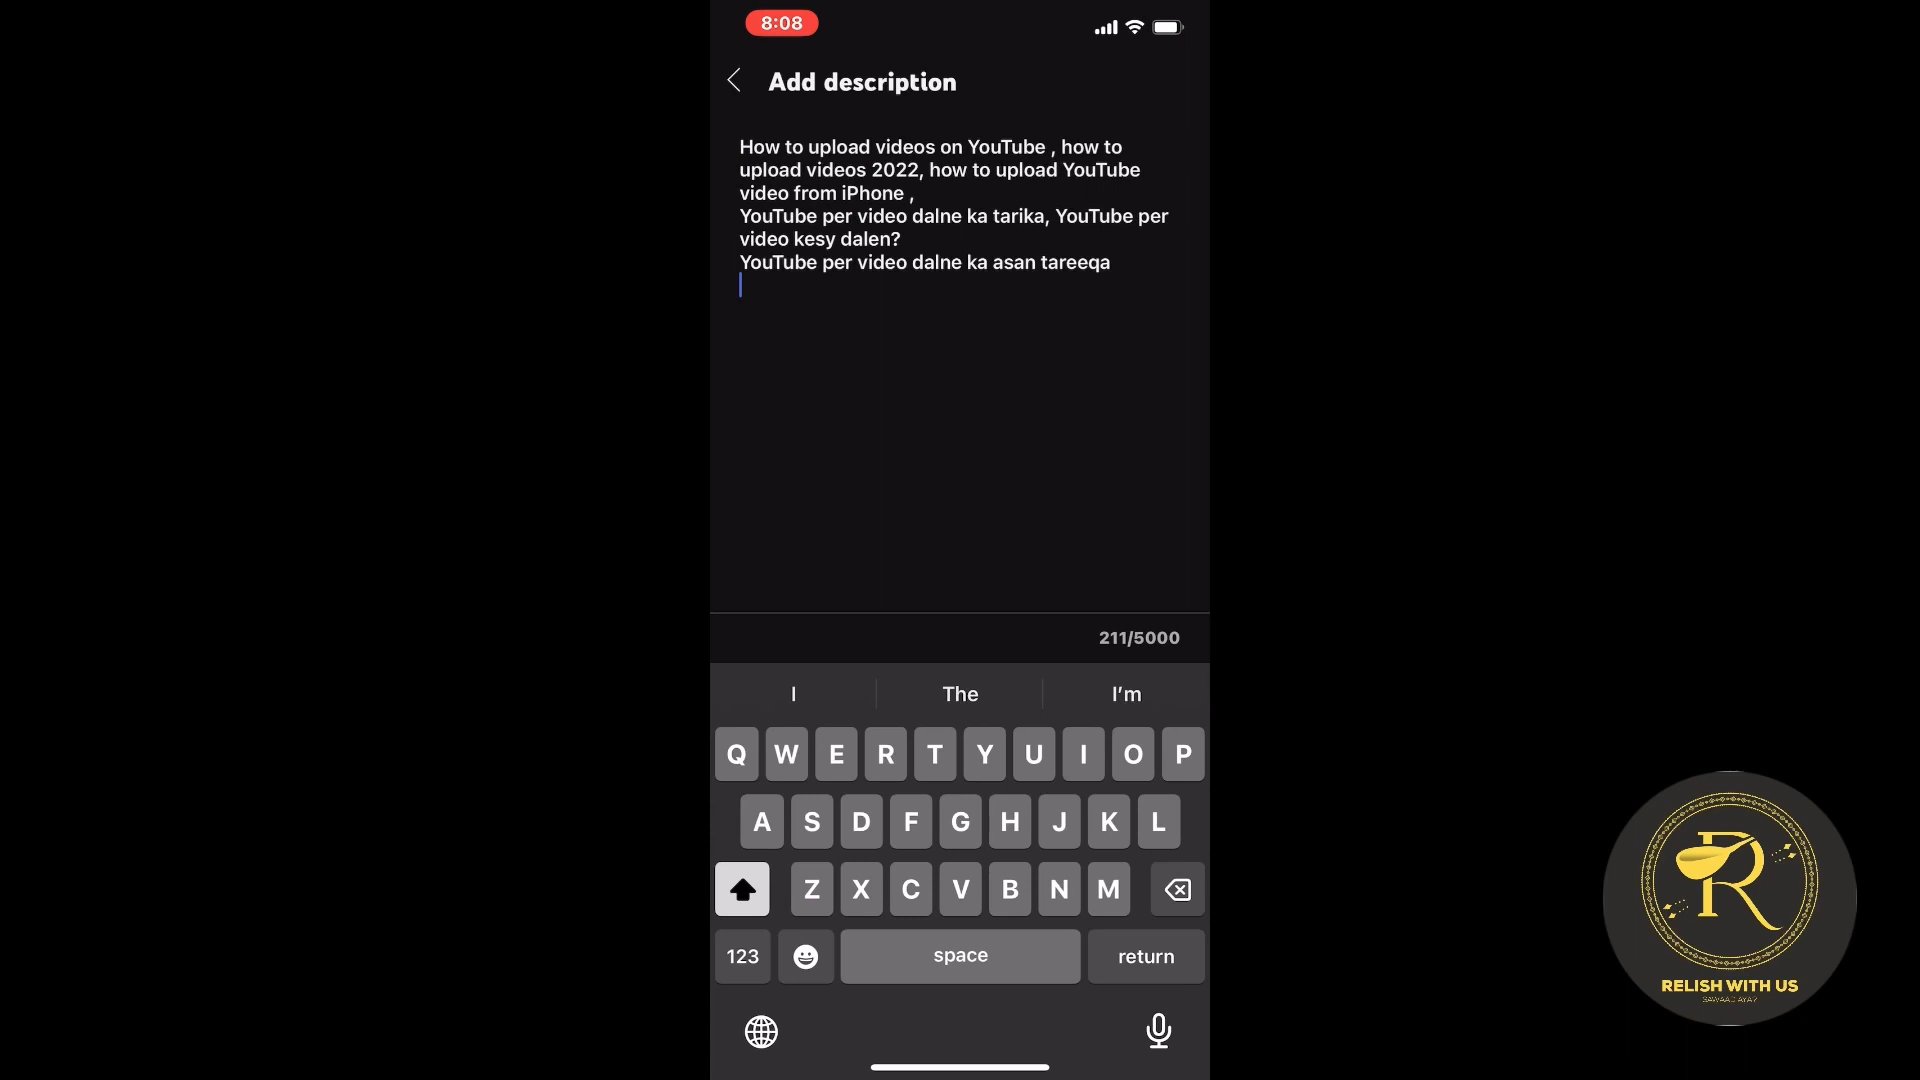 8:08
Add description
How to upload videos on YouTube , how to
upload videos 2022, how to upload YouTube
video from iPhone ,
YouTube per video dalne ka tarika, YouTube per
video kesy dalen?
YouTube per video dalne ka asan tareeqa
211/5000
I The I'm
Q W E R T Y U I O P
A S D F G H J K L
Z X C V B N M
123 space return
R
RELISH WITH US